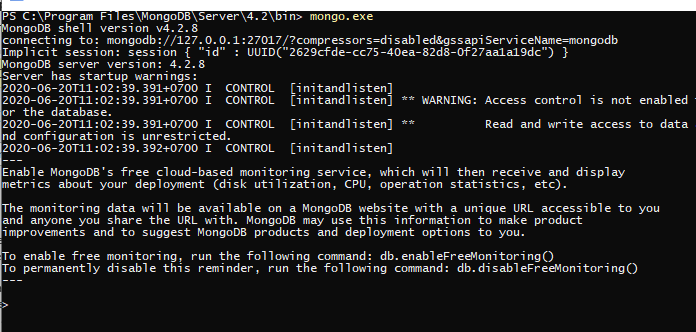 PS C:\Program Files\MongoDB\Server\4.2\bin> mongo.exe
MongoDB shell version v4.2.8
connecting to: mongodb://127.0.0.1:27017/?compressors=disabled&gssapiServiceName=mongodb
Implicit session: session { "id" : UUID("2629cfde-cc75-40ea-82d8-0f27aa1a19dc") }
MongoDB server version: 4.2.8
Server has startup warnings:
2020-06-20T11:02:39.391+0700 I  CONTROL  [initandlisten]
2020-06-20T11:02:39.391+0700 I  CONTROL  [initandlisten] ** WARNING: Access control is not enabled f
or the database.
2020-06-20T11:02:39.391+0700 I  CONTROL  [initandlisten] **          Read and write access to data
nd configuration is unrestricted.
2020-06-20T11:02:39.392+0700 I  CONTROL  [initandlisten]
---
Enable MongoDB's free cloud-based monitoring service, which will then receive and display
metrics about your deployment (disk utilization, CPU, operation statistics, etc).
The monitoring data will be available on a MongoDB website with a unique URL accessible to you
and anyone you share the URL with. MongoDB may use this information to make product
improvements and to suggest MongoDB products and deployment options to you.
To enable free monitoring, run the following command: db.enableFreeMonitoring()
To permanently disable this reminder, run the following command: db.disableFreeMonitoring()
---
>